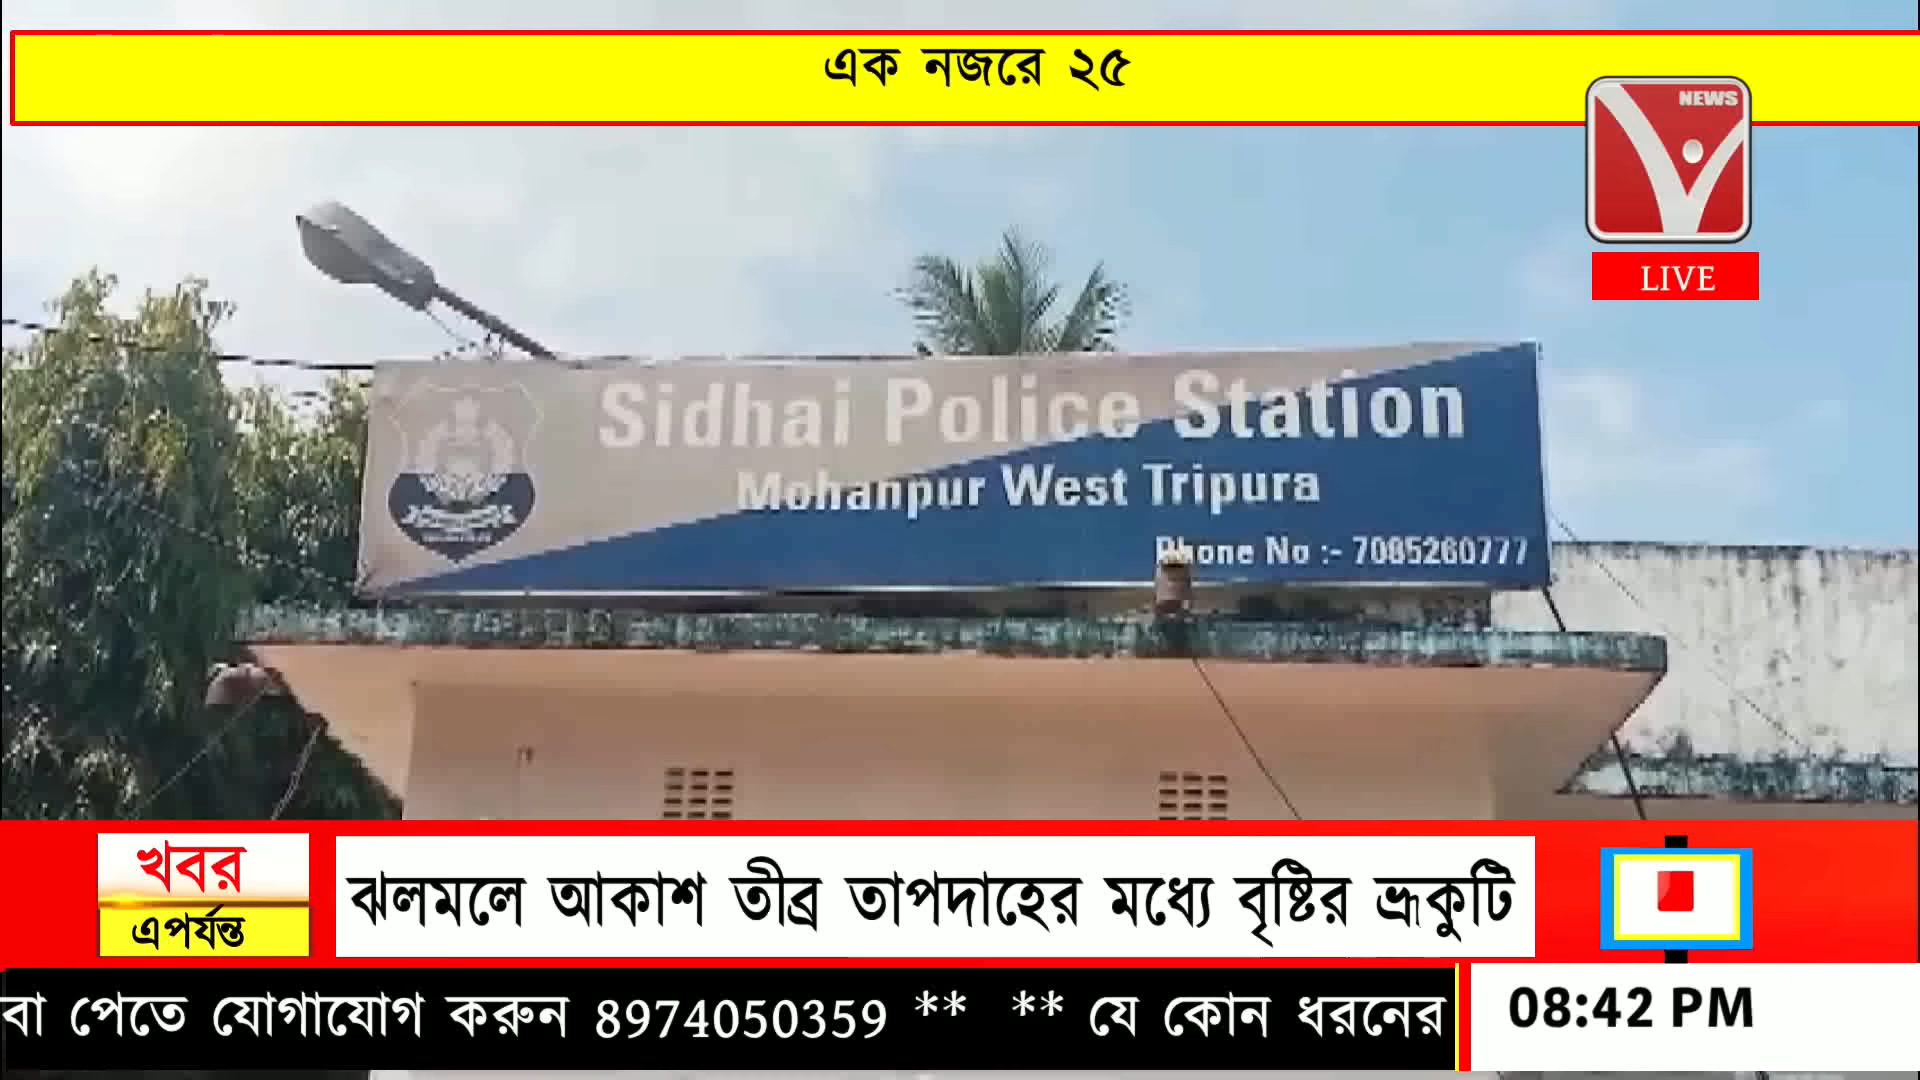 এক নজরে ২৫
NEWS
LIVE
Sidhai Police Station
Mohanpur West Tripura
Phone No :- 7085260777
খবর
এপর্যন্ত
ঝলমলে আকাশ তীব্র তাপদাহের মধ্যে বৃষ্টির ভ্রূকুটি
বা পেতে যোগাযোগ করুন 8974050359 ** ** যে কোন ধরনের
08:42 PM